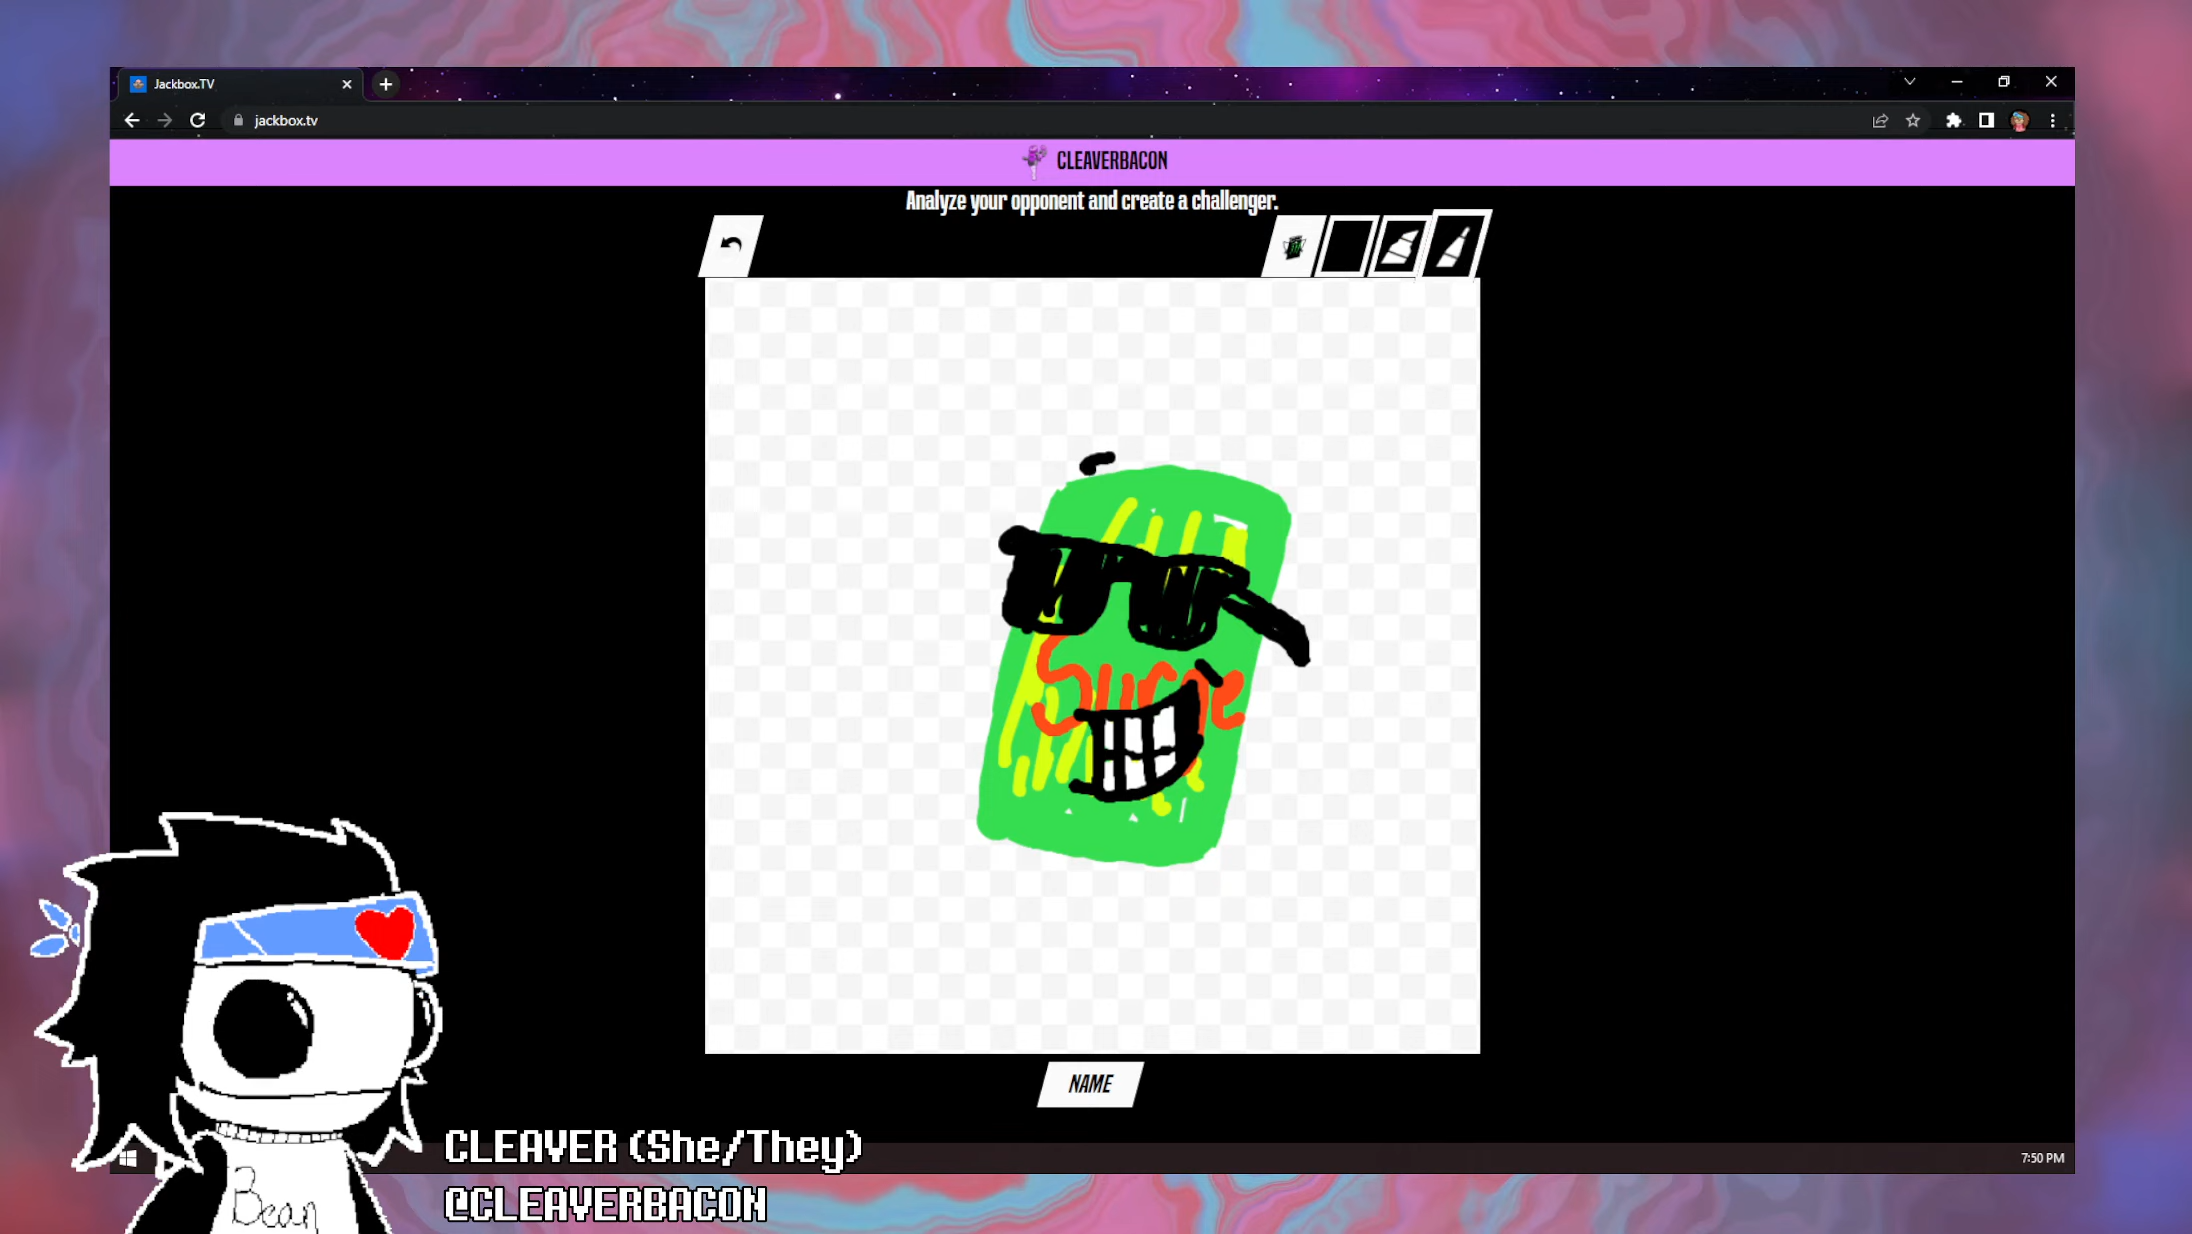 Jackbox.TV
jackbox.tv
CLEAVERBACON
Analyze your opponent and create a challenger.
Surge
NAME
Bean
CLEAVER (She/They)
@CLEAVERBACON
7:50 PM